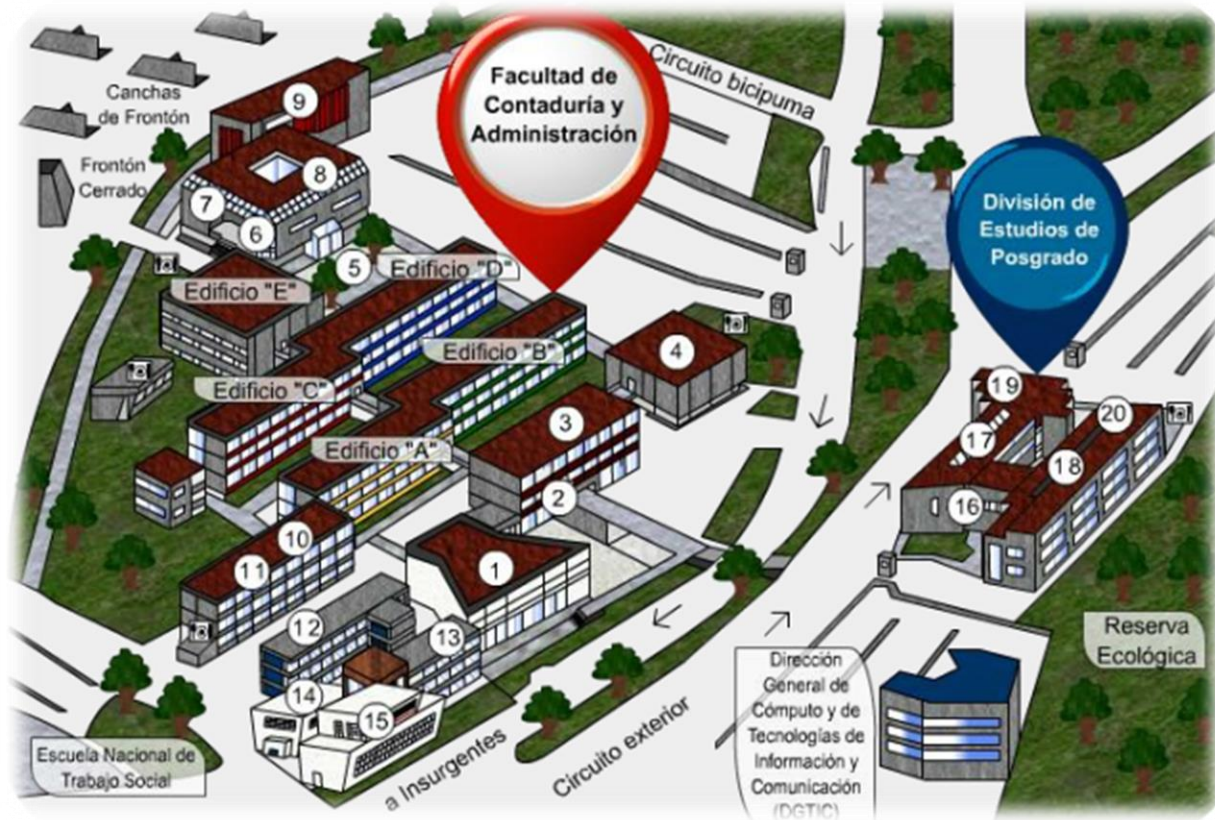 Canchas
de Frontón
Frontón
Cerrado
9
8
7
6
5
Facultad de
Contaduría y
Administración
Circuito bicipuma
División de
Estudios de
Posgrado
Edificio "D"
Edificio "E"
Edificio "B"
Edificio "C"
Edificio "A"
4
3
2
1
10
11
12
13
14
15
19
20
17
18
16
Reserva
Ecológica
Escuela Nacional de
Trabajo Social
a Insurgentes
Circuito exterior
Dirección
General de
Cómputo y de
Tecnologías de
Información y
Comunicación
(DGTIC)